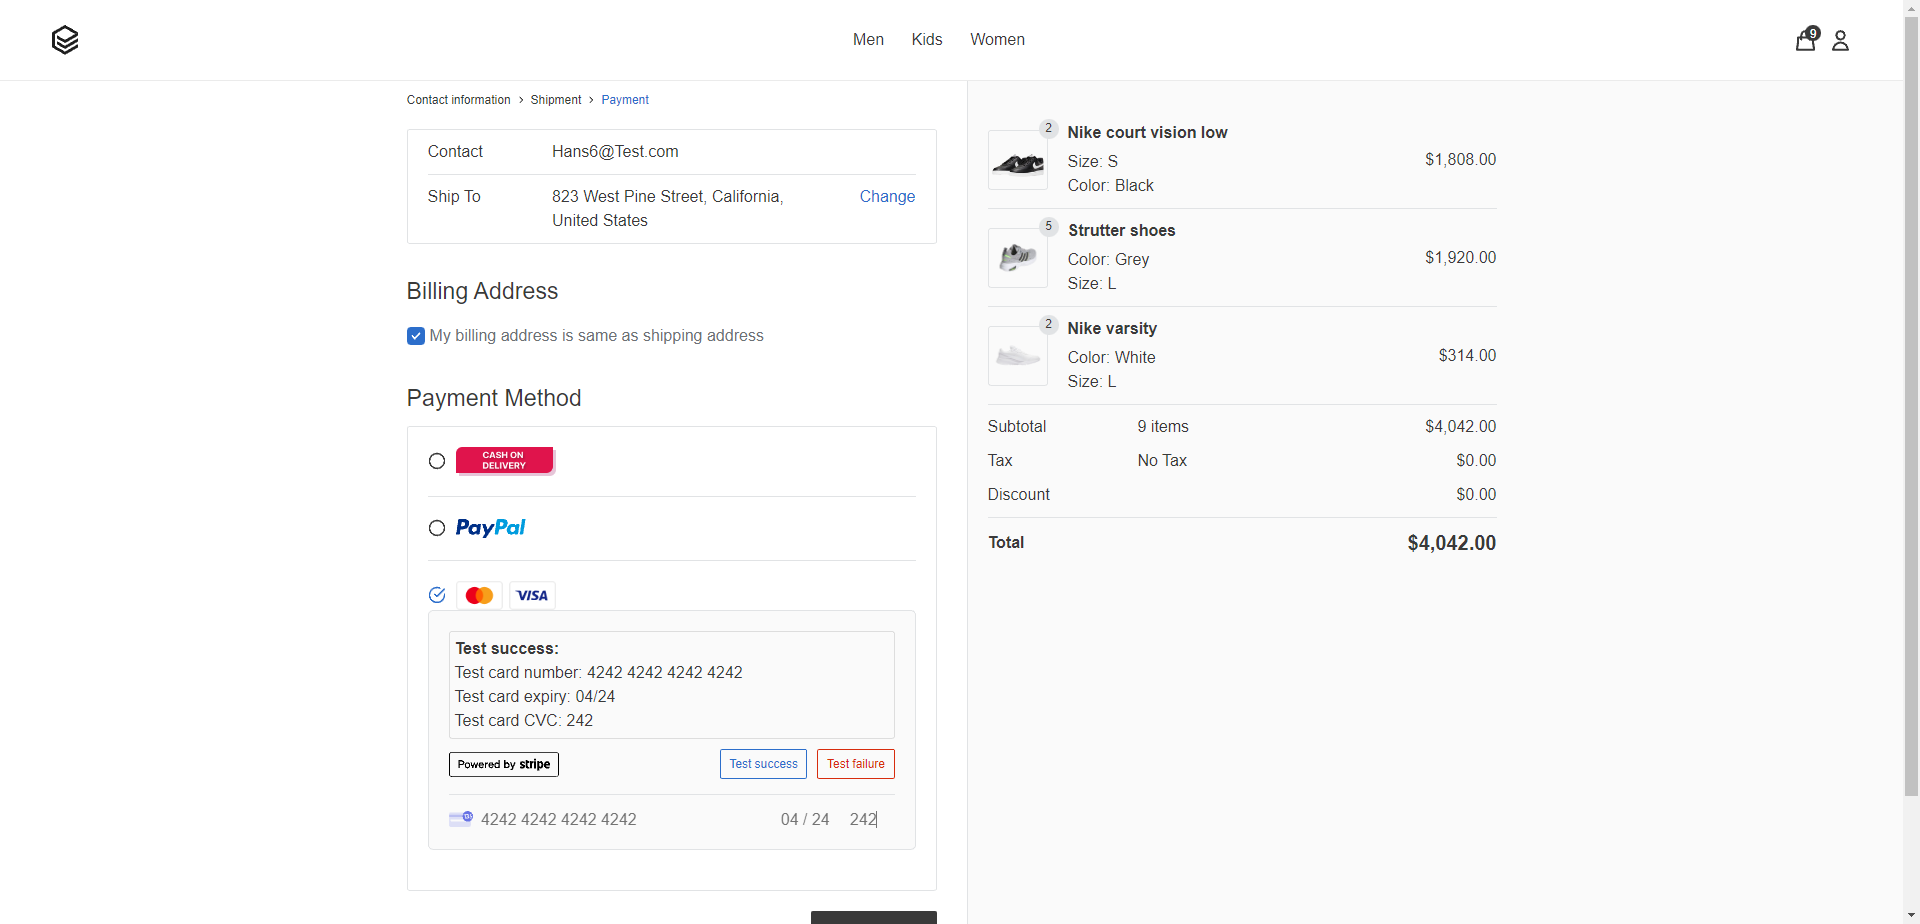 Men Kids Women
9
Contact information > Shipment > Payment
Contact Hans6@Test.com
Ship To 823 West Pine Street, California, United States Change
Billing Address
My billing address is same as shipping address
Payment Method
CASH ON
DELIVERY
PayPal
VISA
Test success:
Test card number: 4242 4242 4242 4242
Test card expiry: 04/24
Test card CVC: 242
Powered by stripe Test success Test failure
4242 4242 4242 4242 04 / 24 242
2 Nike court vision low
Size: S $1,808.00
Color: Black
5 Strutter shoes
Color: Grey $1,920.00
Size: L
2 Nike varsity
Color: White $314.00
Size: L
Subtotal 9 items $4,042.00
Tax No Tax $0.00
Discount $0.00
Total $4,042.00